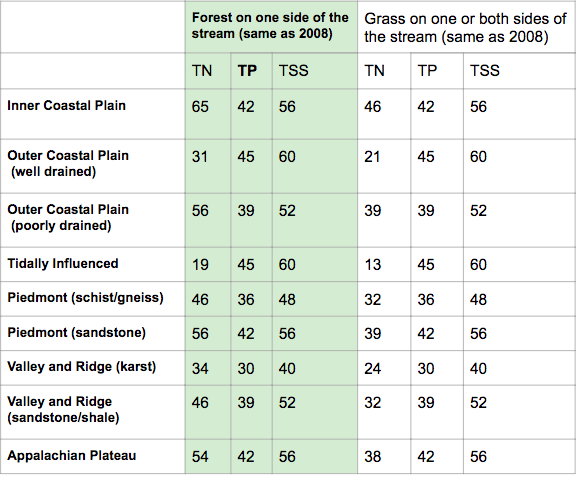 Forest on one side of the
stream (same as 2008)
Grass on one or both sides of
the stream (same as 2008)
TN TP TSS TN TP TSS
Inner Coastal Plain 65 42 56 46 42 56
Outer Coastal Plain 31 45 60 21 45 60
(well drained)
Outer Coastal Plain 56 39 52 39 39 52
(poorly drained)
Tidally Influenced 19 45 60 13 45 60
Piedmont (schist/gneiss) 46 36 48 32 36 48
Piedmont (sandstone) 56 42 56 39 42 56
Valley and Ridge (karst) 34 30 40 24 30 40
Valley and Ridge 46 39 52 32 39 52
(sandstone/shale)
Appalachian Plateau 54 42 56 38 42 56